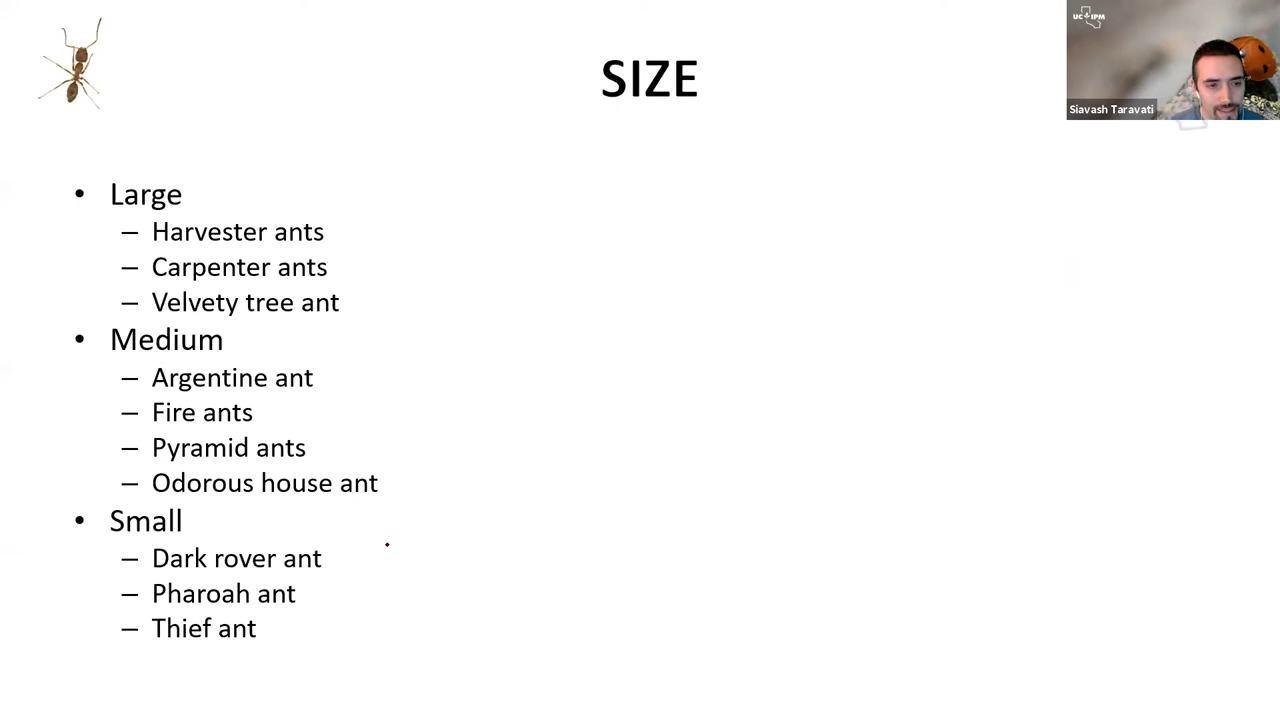 UC IPM
SIZE
Siavash Taravati
• Large
– Harvester ants
– Carpenter ants
– Velvety tree ant
• Medium
– Argentine ant
– Fire ants
– Pyramid ants
– Odorous house ant
• Small
– Dark rover ant
– Pharoah ant
– Thief ant